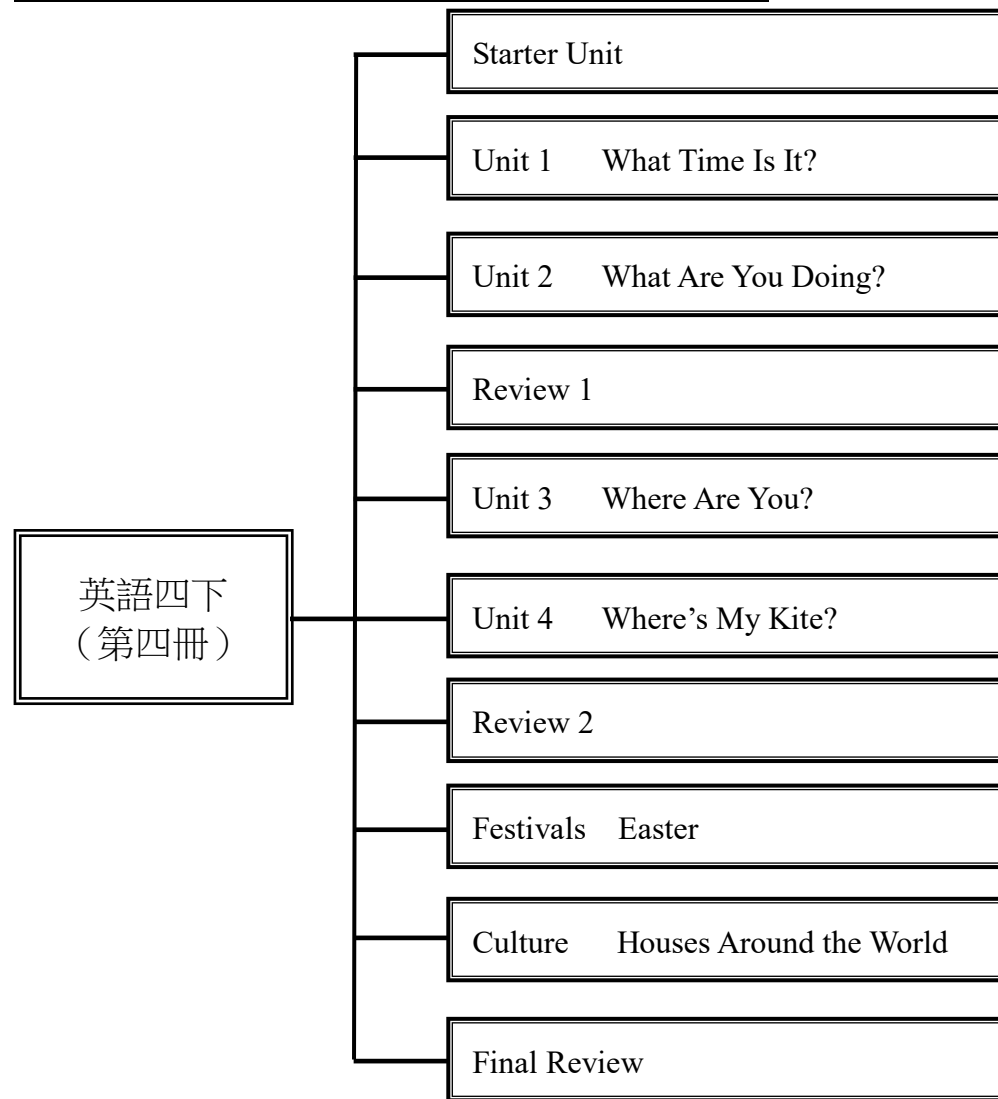 Starter Unit
Unit 1 What Time Is It?
Unit 2 What Are You Doing?
Review 1
Unit 3 Where Are You?
英語四下
（第四冊）
Unit 4 Where’s My Kite?
Review 2
Festivals Easter
Culture Houses Around the World
Final Review